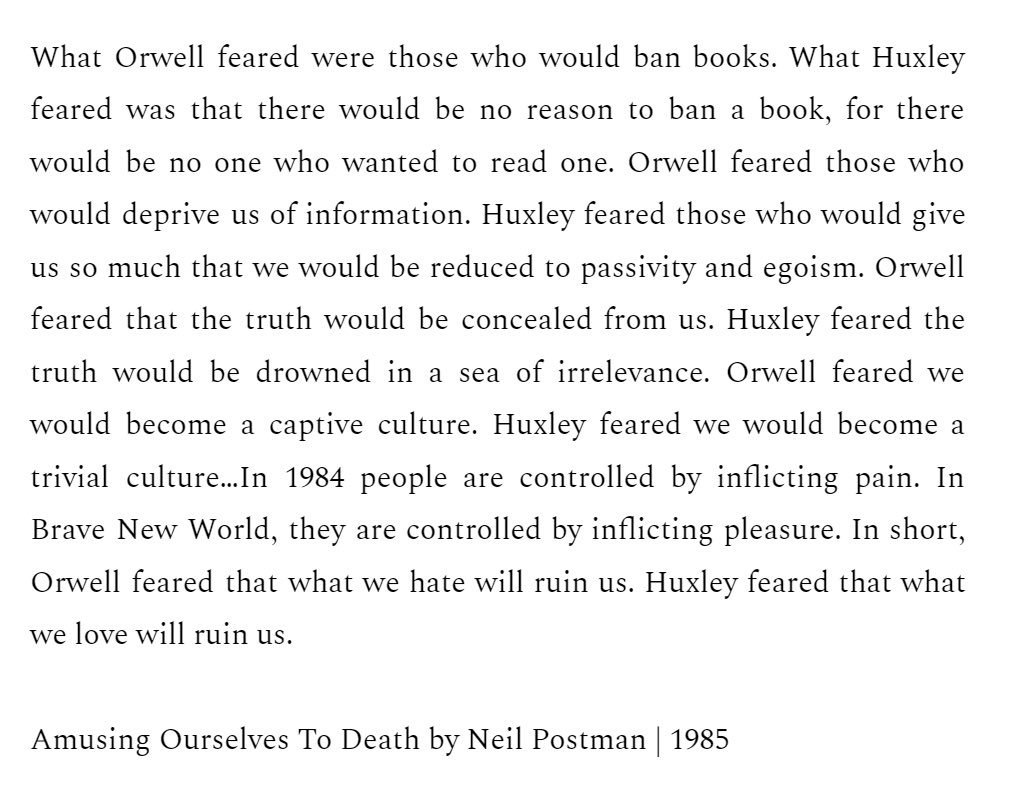 What Orwell feared were those who would ban books. What Huxley
feared was that there would be no reason to ban a book, for there
would be no one who wanted to read one. Orwell feared those who
would deprive us of information. Huxley feared those who would give
us so much that we would be reduced to passivity and egoism. Orwell
feared that the truth would be concealed from us. Huxley feared the
truth would be drowned in a sea of irrelevance. Orwell feared we
would become a captive culture. Huxley feared we would become a
trivial culture...In 1984 people are controlled by inflicting pain. In
Brave New World, they are controlled by inflicting pleasure. In short,
Orwell feared that what we hate will ruin us. Huxley feared that what
we love will ruin us.
Amusing Ourselves To Death by Neil Postman | 1985